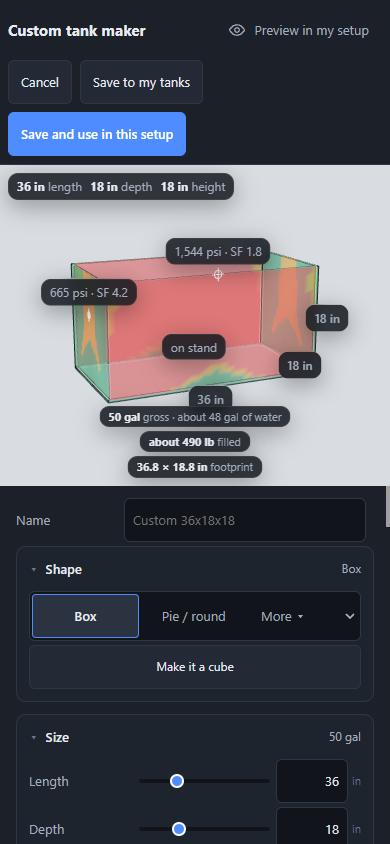 Custom tank maker
Preview in my setup
Cancel
Save to my tanks
Save and use in this setup
36 in length 18 in depth 18 in height
1,544 psi · SF 1.8
665 psi · SF 4.2
18 in
on stand
18 in
36 in
50 gal gross · about 48 gal of water
about 490 lb filled
36.8 × 18.8 in footprint
Name
Custom 36x18x18
Shape
Box
Box
Pie / round
More
Make it a cube
Size
50 gal
Length
36
in
Depth
18
in